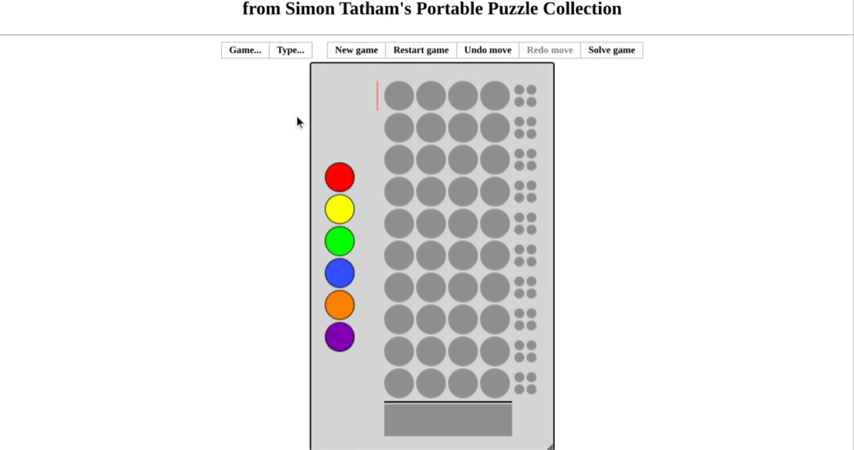 from Simon Tatham's Portable Puzzle Collection
Game... Type... New game Restart game Undo move Redo move Solve game